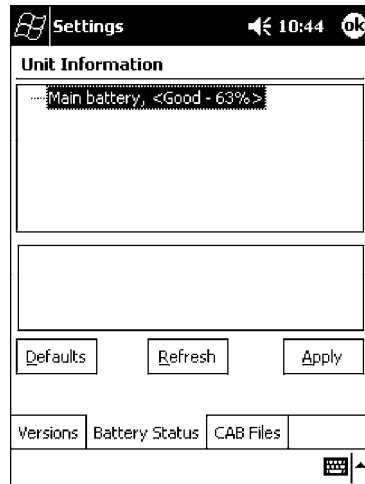 Settings 10:44 ok
Unit Information
Main battery, <Good - 63%>
Defaults Refresh Apply
Versions Battery Status CAB Files